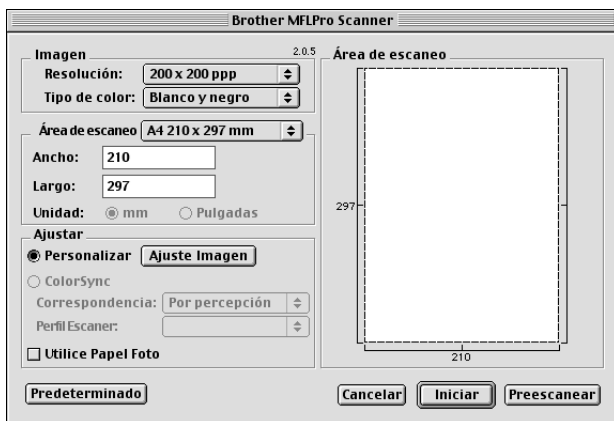 Brother MFLPro Scanner
Imagen 2.0.5
Resolución: 200 x 200 ppp
Tipo de color: Blanco y negro
Área de escaneo A4 210 x 297 mm
Ancho: 210
Largo: 297
Unidad: mm Pulgadas
Ajustar
Personalizar Ajuste Imagen
ColorSync
Correspondencia: Por percepción
Perfil Escaner:
Utilice Papel Foto
Área de escaneo
297
210
Predeterminado Cancelar Iniciar Preescanear